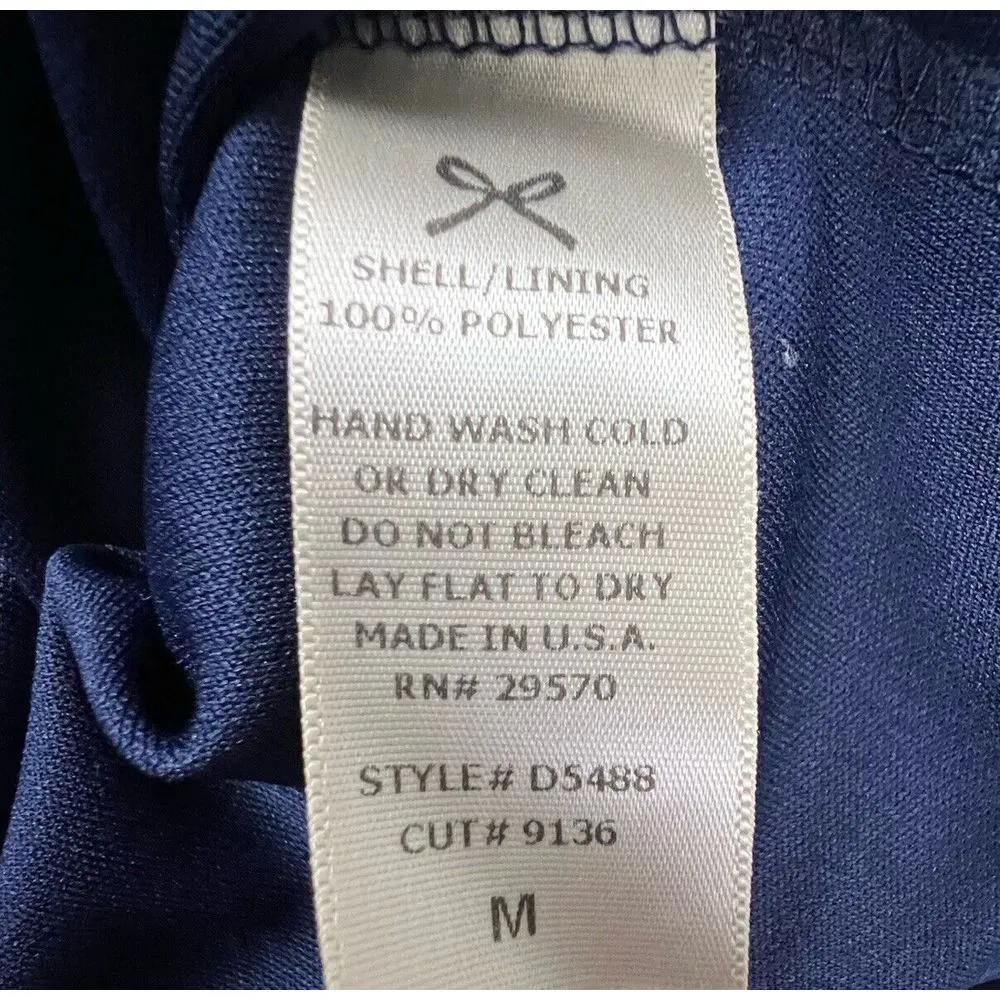 SHELL/LINING
100% POLYESTER
HAND WASH COLD
OR DRY CLEAN
DO NOT BLEACH
LAY FLAT TO DRY
MADE IN U.S.A.
RN# 29570
STYLE# D5488
CUT# 9136
M